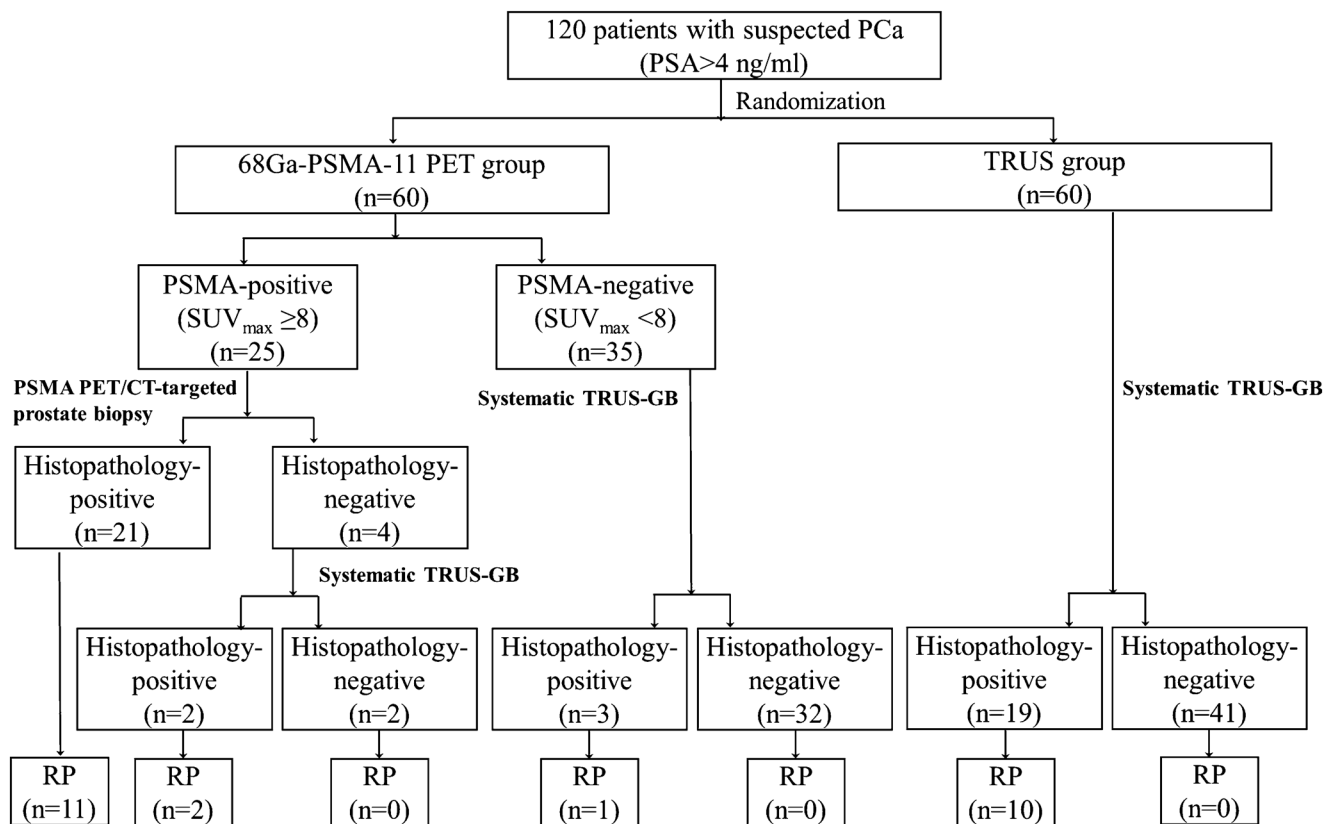 120 patients with suspected PCa
(PSA>4 ng/ml)
Randomization
68Ga-PSMA-11 PET group
(n=60)
TRUS group
(n=60)
PSMA-positive
(SUVmax ≥8)
(n=25)
PSMA-negative
(SUVmax <8)
(n=35)
PSMA PET/CT-targeted
prostate biopsy
Systematic TRUS-GB
Systematic TRUS-GB
Histopathology-
positive
(n=21)
Histopathology-
negative
(n=4)
Systematic TRUS-GB
Histopathology-
positive
(n=2)
Histopathology-
negative
(n=2)
Histopathology-
positive
(n=3)
Histopathology-
negative
(n=32)
Histopathology-
positive
(n=19)
Histopathology-
negative
(n=41)
RP
(n=11)
RP
(n=2)
RP
(n=0)
RP
(n=1)
RP
(n=0)
RP
(n=10)
RP
(n=0)